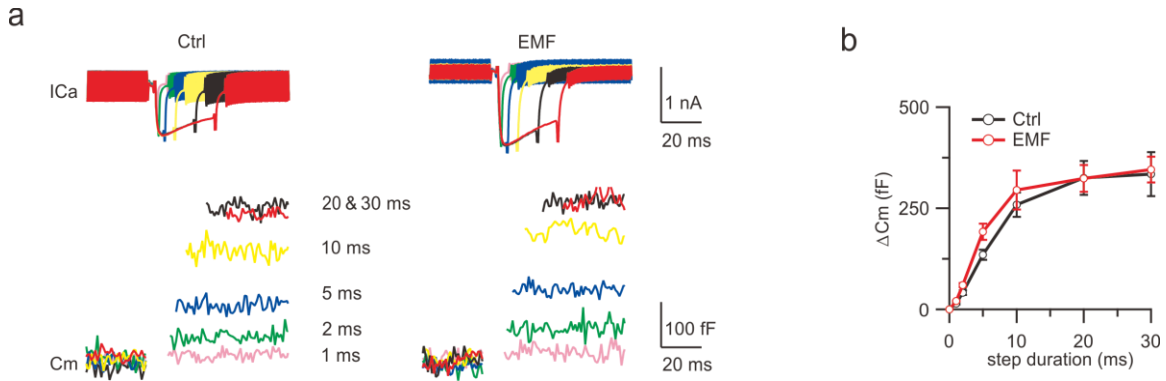 a
Ctrl
EMF
ICa
1 nA
20 ms
20 & 30 ms
10 ms
5 ms
2 ms
1 ms
Cm
100 fF
20 ms
b
500
250
0
ΔCm (fF)
Ctrl
EMF
0 10 20 30
step duration (ms)